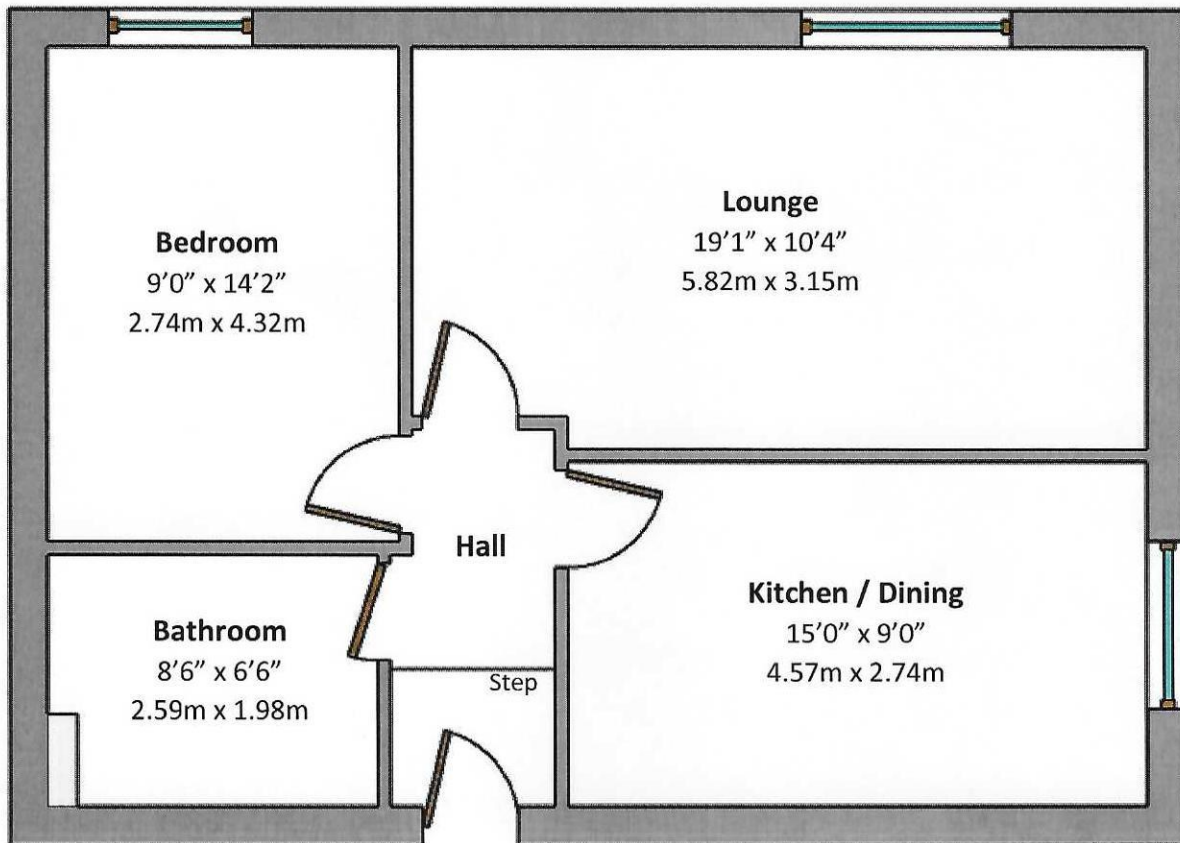 Bedroom
9’0” x 14’2”
2.74m x 4.32m
Lounge
19’1” x 10’4”
5.82m x 3.15m
Hall
Kitchen / Dining
15’0” x 9’0”
4.57m x 2.74m
Bathroom
8’6” x 6’6”
2.59m x 1.98m
Step